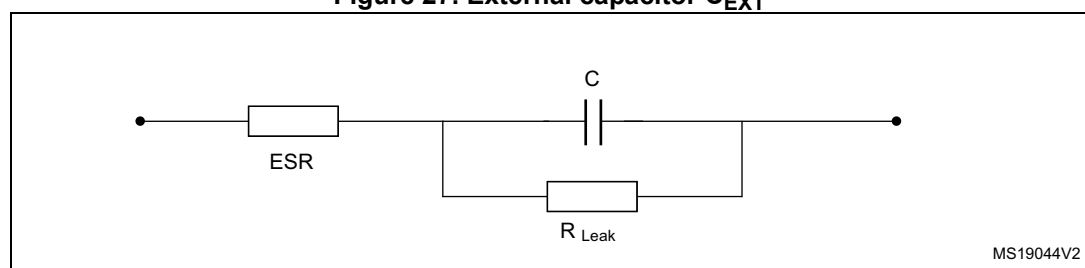 Figure 27. External capacitor CEXT
C
ESR
R Leak
MS19044V2